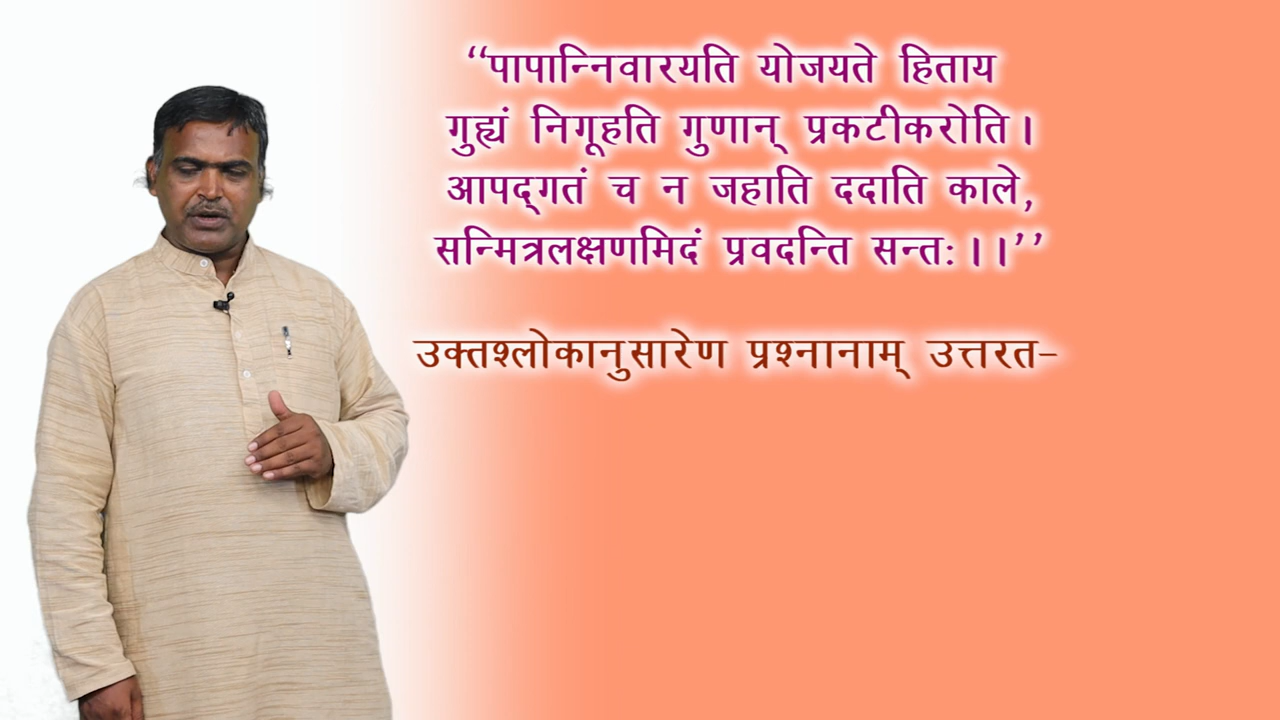 “पापान्निवारयति योजयते हिताय
गुह्यं निगूहति गुणान् प्रकटीकरोति।
आपद्गतं च न जहाति ददाति काले,
सन्मित्रलक्षणमिदं प्रवदन्ति सन्तः।।’’
उक्तश्लोकानुसारेण प्रश्नानाम् उत्तरत-